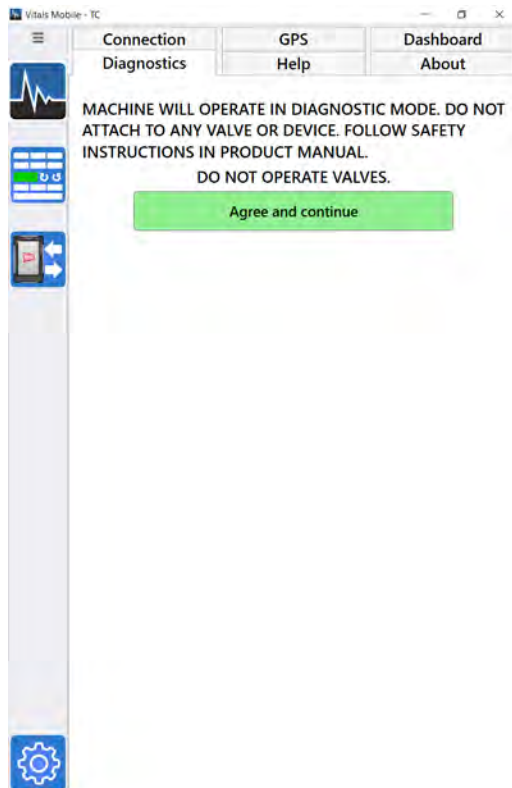 Vitals Mobile - TC
Connection
GPS
Dashboard
Diagnostics
Help
About
MACHINE WILL OPERATE IN DIAGNOSTIC MODE. DO NOT
ATTACH TO ANY VALVE OR DEVICE. FOLLOW SAFETY
INSTRUCTIONS IN PRODUCT MANUAL.
DO NOT OPERATE VALVES.
Agree and continue